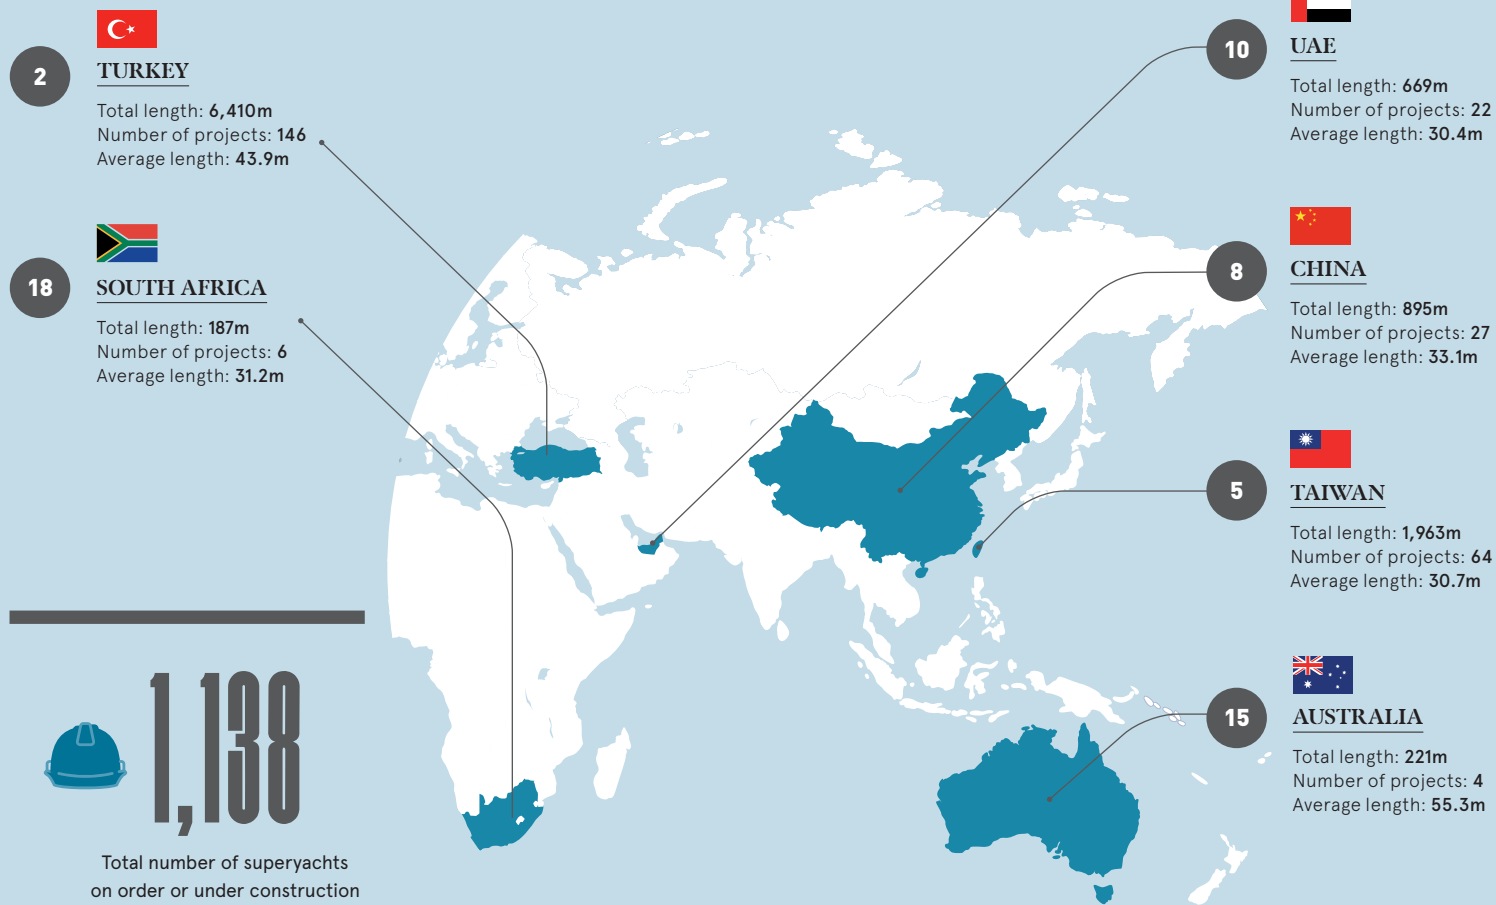 2
TURKEY
Total length: 6,410m
Number of projects: 146
Average length: 43.9m
18
SOUTH AFRICA
Total length: 187m
Number of projects: 6
Average length: 31.2m
1,138
Total number of superyachts
on order or under construction
10
UAE
Total length: 669m
Number of projects: 22
Average length: 30.4m
8
CHINA
Total length: 895m
Number of projects: 27
Average length: 33.1m
5
TAIWAN
Total length: 1,963m
Number of projects: 64
Average length: 30.7m
15
AUSTRALIA
Total length: 221m
Number of projects: 4
Average length: 55.3m